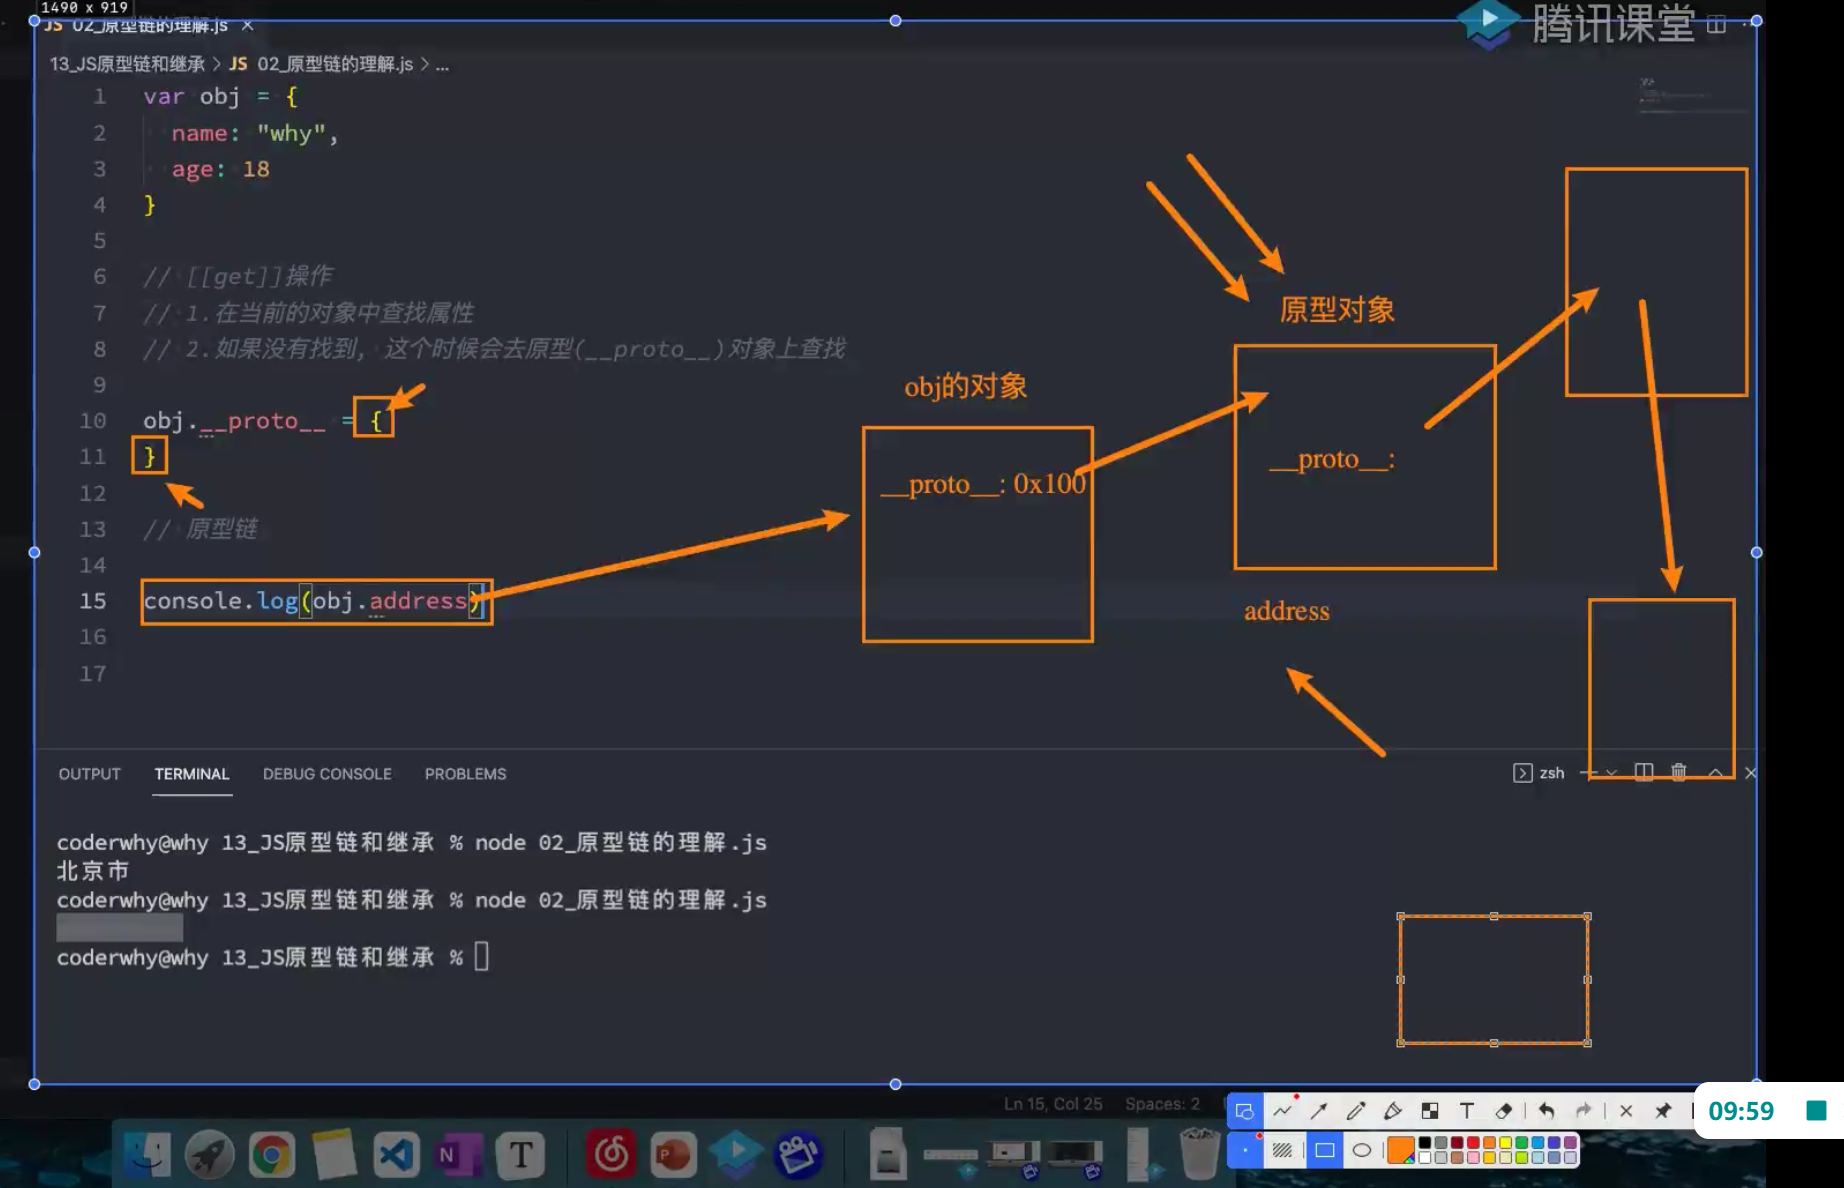 1490 x 919
JS 02_原型链的理解.js ×
腾讯课堂
13_JS原型链和继承 > JS 02_原型链的理解.js > ...
1 var obj = {
2 name: "why",
3 age: 18
4 }
5
6 // [[get]]操作
7 // 1.在当前的对象中查找属性
8 // 2.如果没有找到, 这个时候会去原型(__proto__)对象上查找
9
10 obj.__proto__ = {
11 }
12
13 // 原型链
14
15 console.log(obj.address)
16
17
原型对象
obj的对象
__proto__:
__proto__: 0x100
address
OUTPUT TERMINAL DEBUG CONSOLE PROBLEMS
zsh
coderwhy@why 13_JS原型链和继承 % node 02_原型链的理解.js
北京市
coderwhy@why 13_JS原型链和继承 % node 02_原型链的理解.js
coderwhy@why 13_JS原型链和继承 %
Ln 15, Col 25 Spaces: 2
T
09:59
N T P